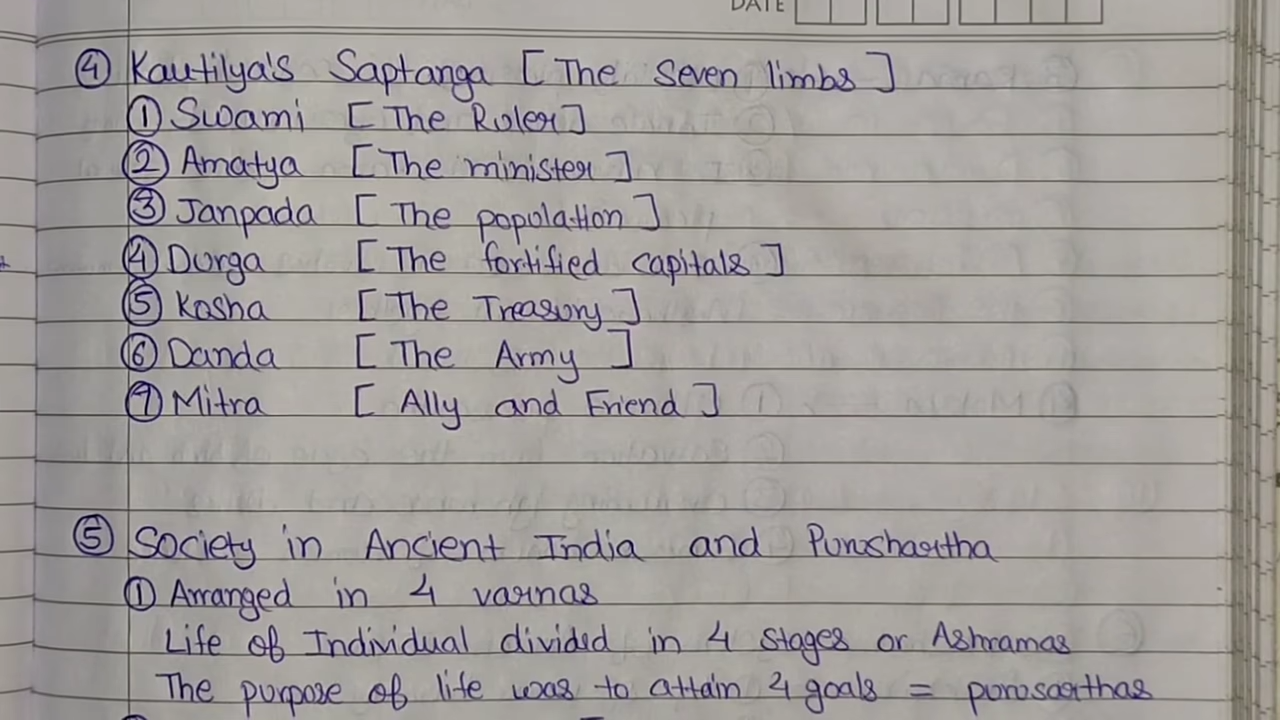 DATE
④ Kautilya's Saptanga [ The Seven limbs ]
① Swami [ The Ruler ]
② Amatya [ The minister ]
③ Janpada [ The population ]
④ Durga [ The fortified capitals ]
⑤ Kosha [ The Treasury ]
⑥ Danda [ The Army ]
⑦ Mitra [ Ally and Friend ]
⑤ Society in Ancient India and Purushartha
① Arranged in 4 varnas
Life of Individual divided in 4 stages or Ashramas
The purpose of life was to attain 4 goals = purusarthas